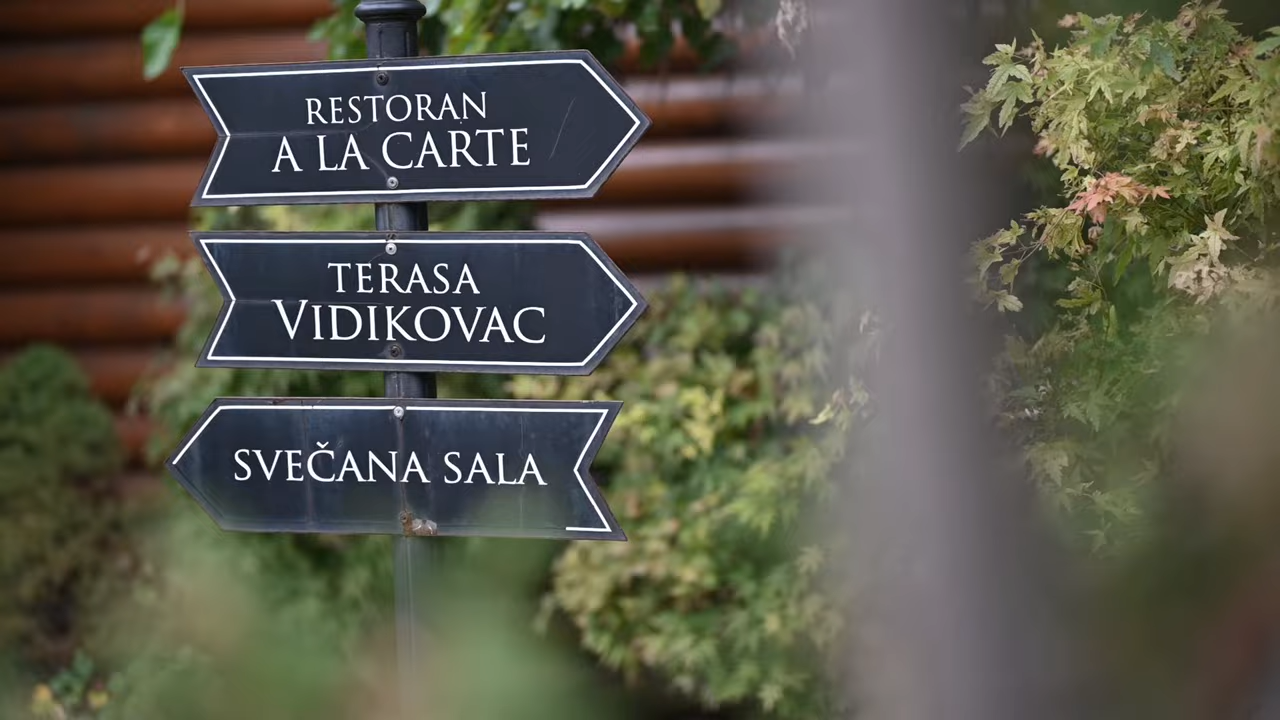 RESTORAN
A LA CARTE
TERASA
VIDIKOVAC
SVEČANA SALA